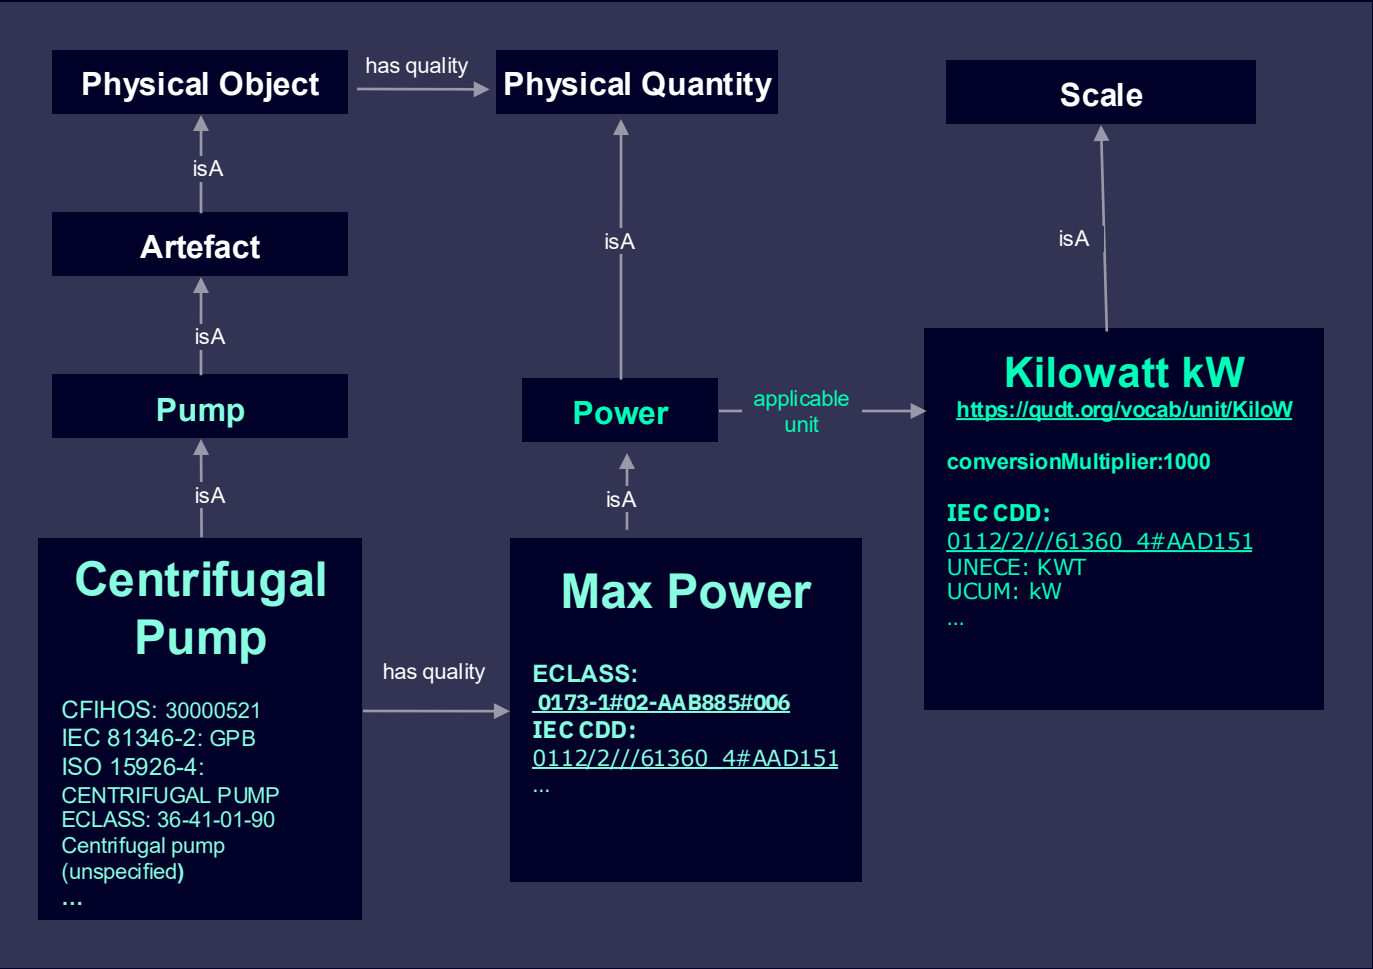 Physical Object
has quality
Physical Quantity
Scale
isA
Artefact
isA
isA
isA
Pump
Power
applicable
unit
Kilowatt kW
https://qudt.org/vocab/unit/KiloW
conversionMultiplier:1000
IEC CDD:
0112/2///61360_4#AAD151
UNECE: KWT
UCUM: kW
...
isA
isA
Centrifugal
Pump
CFIHOS: 30000521
IEC 81346-2: GPB
ISO 15926-4:
CENTRIFUGAL PUMP
ECLASS: 36-41-01-90
Centrifugal pump
(unspecified)
...
has quality
Max Power
ECLASS:
0173-1#02-AAB885#006
IEC CDD:
0112/2///61360_4#AAD151
...